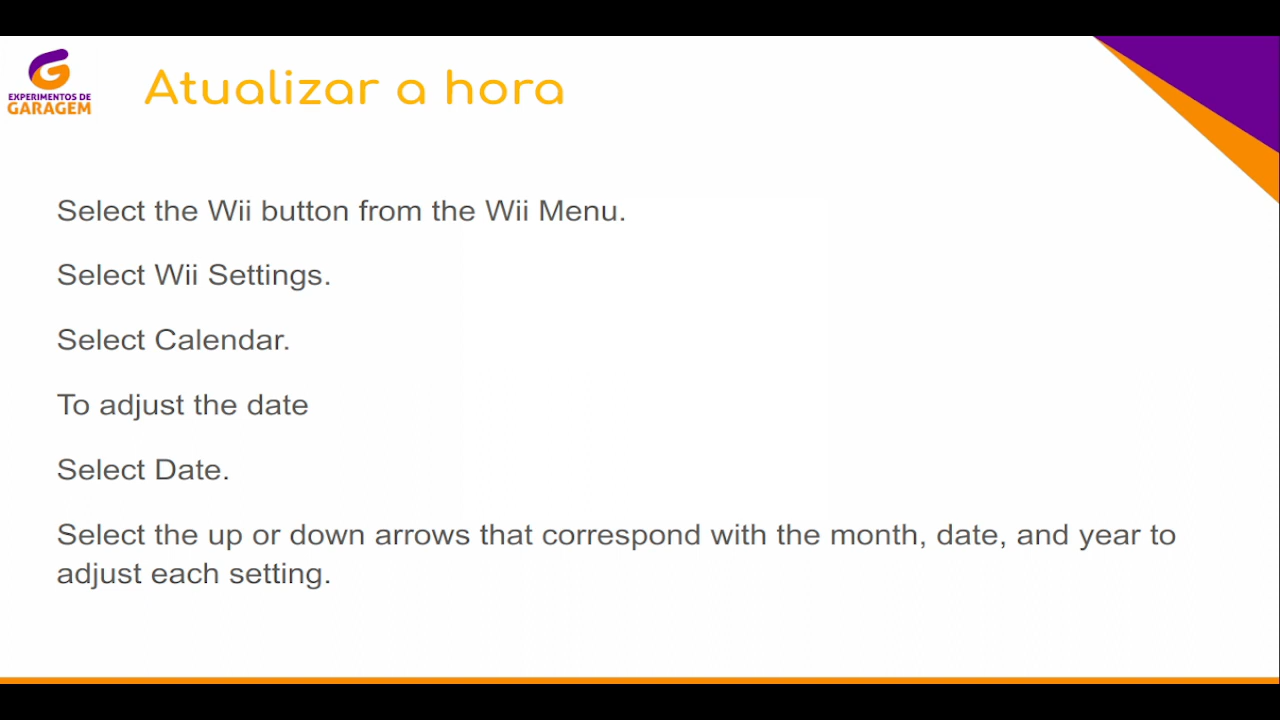 EXPERIMENTOS DE
GARAGEM
Atualizar a hora
Select the Wii button from the Wii Menu.
Select Wii Settings.
Select Calendar.
To adjust the date
Select Date.
Select the up or down arrows that correspond with the month, date, and year to
adjust each setting.